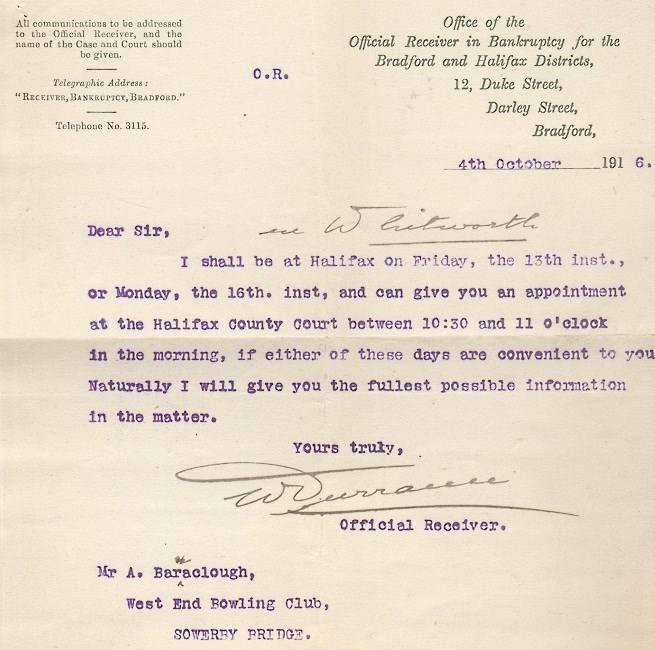 All communications to be addressed
to the Official Receiver, and the
name of the Case and Court should
be given.
Telegraphic Address:
"RECEIVER, BANKRUPTCY, BRADFORD."
Telephone No. 3115.
O.R.
Office of the
Official Receiver in Bankruptcy for the
Bradford and Halifax Districts,
12, Duke Street,
Darley Street,
Bradford,
4th October 191 6.
Dear Sir, Whitworth
I shall be at Halifax on Friday, the 13th inst.,
or Monday, the 16th. inst, and can give you an appointment
at the Halifax County Court between 10:30 and 11 o'clock
in the morning, if either of these days are convenient to you
Naturally I will give you the fullest possible information
in the matter.
Yours truly,
Official Receiver.
Mr A. Baraclough,
West End Bowling Club,
SOWERBY BRIDGE.